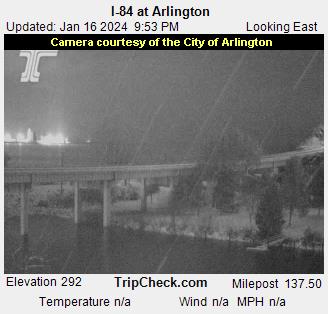 I-84 at Arlington
Updated: Jan 16 2024 9:53 PM Looking East
Camera courtesy of the City of Arlington
Elevation 292 TripCheck.com Milepost 137.50
Temperature n/a Wind n/a MPH n/a